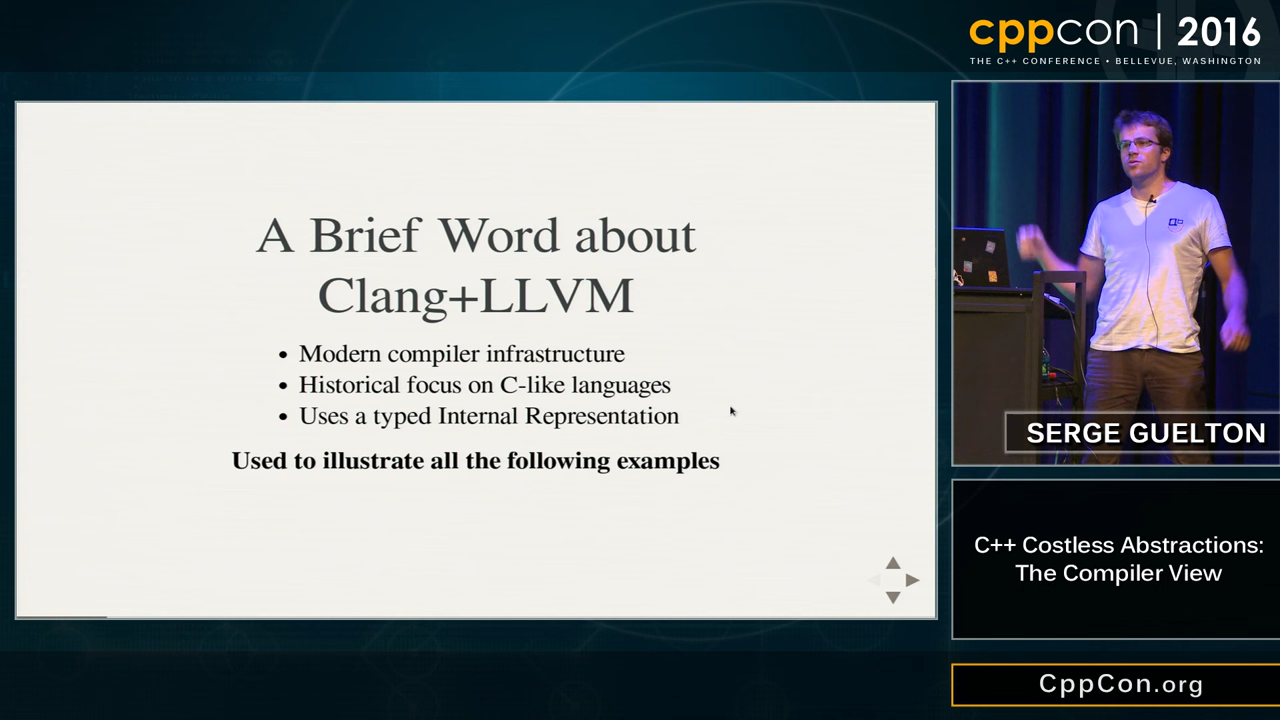 cppcon | 2016
THE C++ CONFERENCE • BELLEVUE, WASHINGTON
A Brief Word about
Clang+LLVM
• Modern compiler infrastructure
• Historical focus on C-like languages
• Uses a typed Internal Representation
Used to illustrate all the following examples
SERGE GUELTON
C++ Costless Abstractions:
The Compiler View
CppCon.org